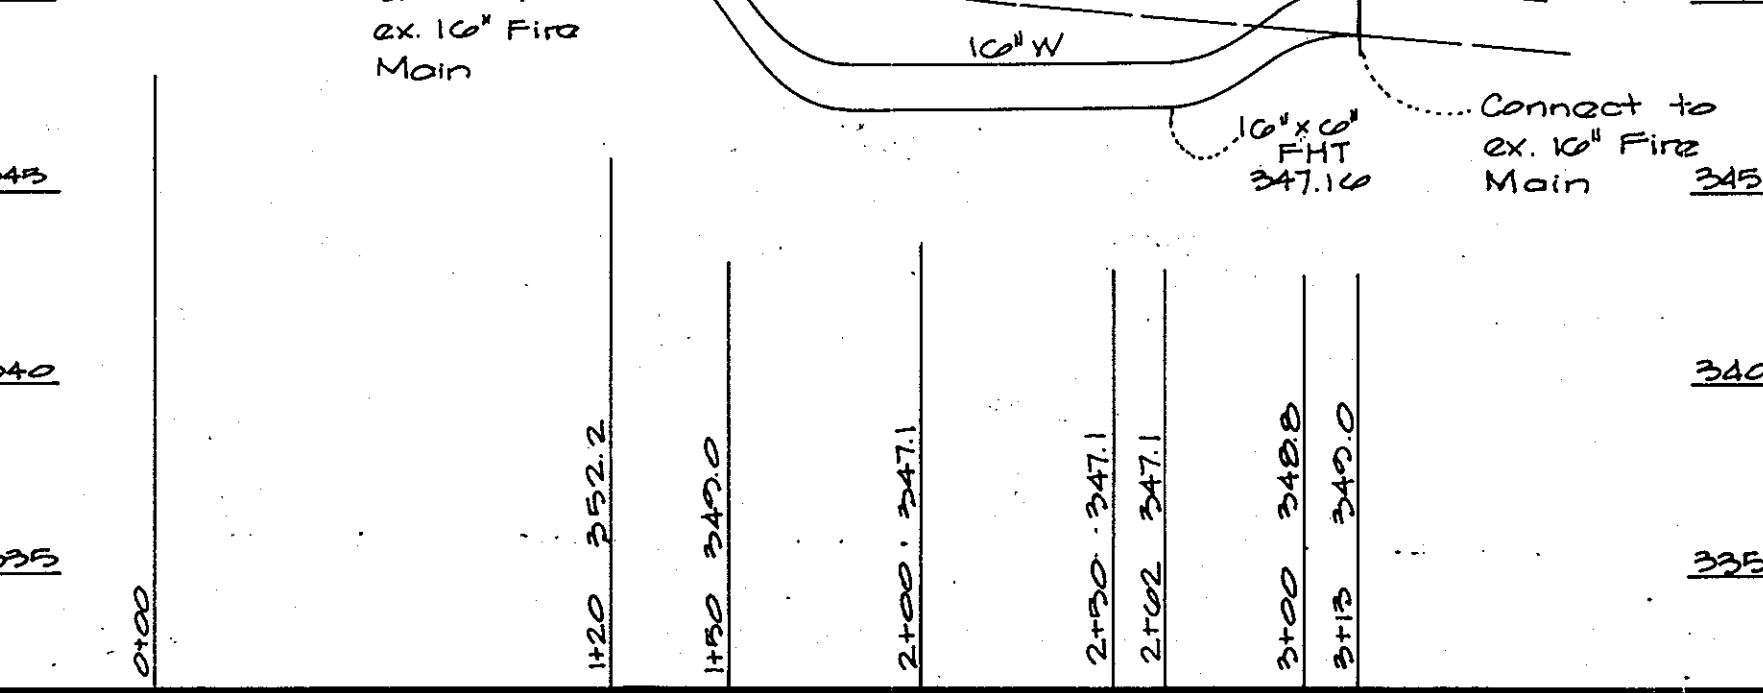 ex. 16" Fire
Main
16" W
Connect to
ex. 16" Fire
Main
16" x 6"
FHT
347.16
345
345
340
340
335
335
0+00
1+20 352.2
1+50 349.0
2+00 347.1
2+50 347.1
2+62 347.1
3+00 348.8
3+13 349.0